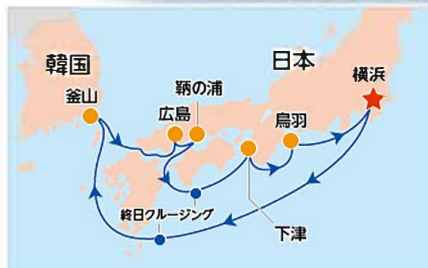 韓国
日本
横浜
釜山
鞆の浦
広島
鳥羽
終日クルージング
下津